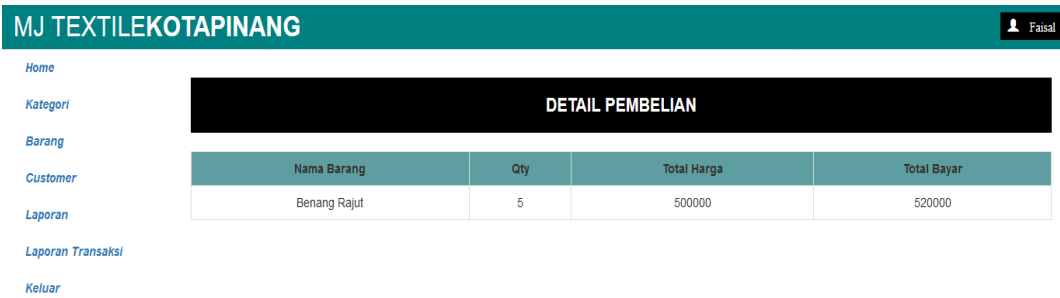 MJ TEXTILEKOTAPINANG
Faisal
Home
Kategori
Barang
Customer
Laporan
Laporan Transaksi
Keluar
DETAIL PEMBELIAN
Nama Barang Qty Total Harga Total Bayar
Benang Rajut 5 500000 520000